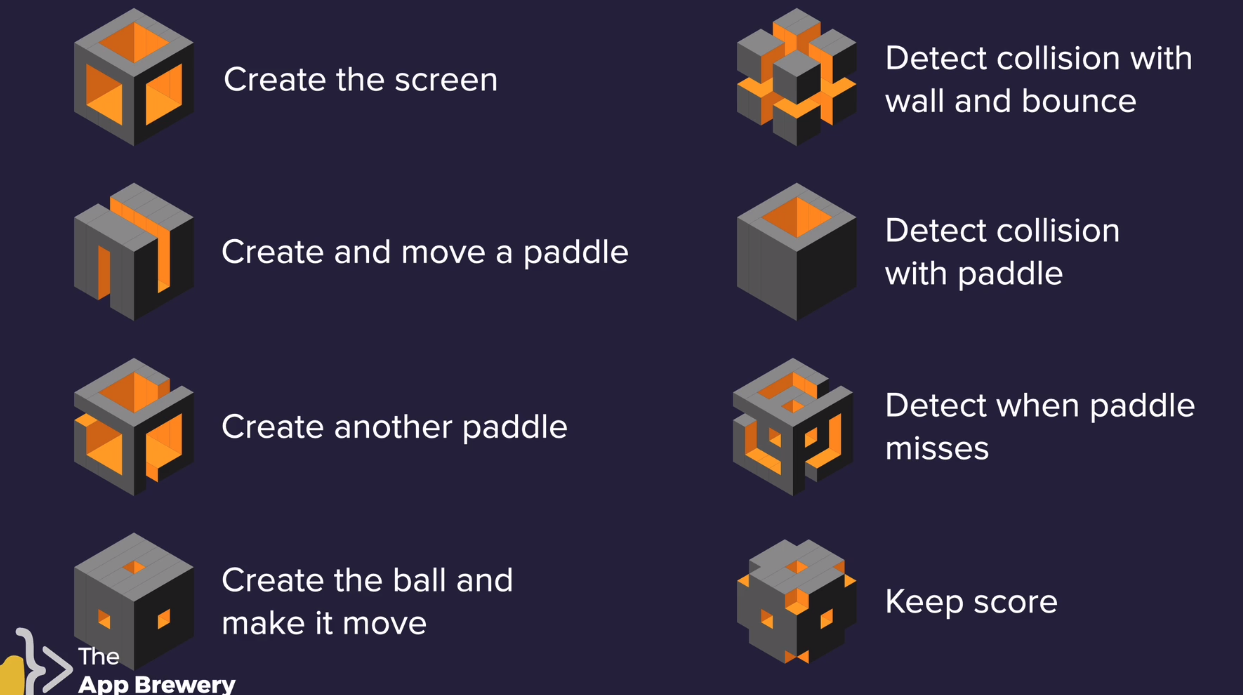 Create the screen
Create and move a paddle
Create another paddle
Create the ball and
make it move
Detect collision with
wall and bounce
Detect collision
with paddle
Detect when paddle
misses
Keep score
The
App Brewery